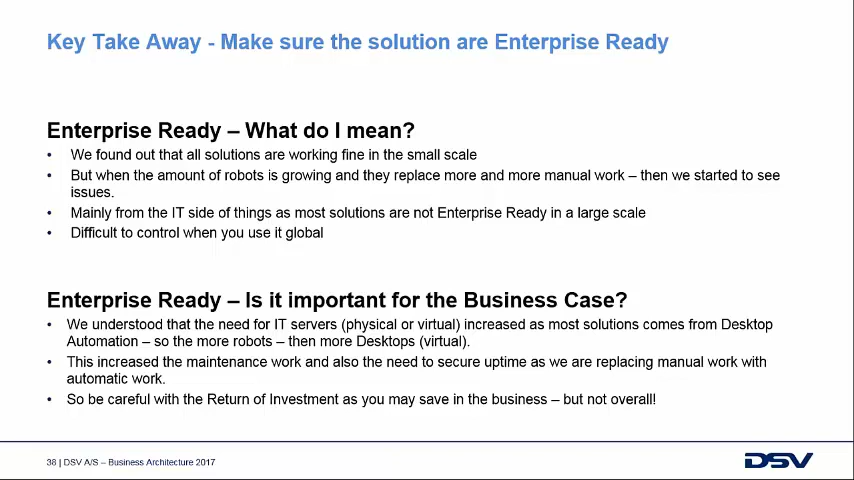 Key Take Away - Make sure the solution are Enterprise Ready
Enterprise Ready – What do I mean?
• We found out that all solutions are working fine in the small scale
• But when the amount of robots is growing and they replace more and more manual work – then we started to see
issues.
• Mainly from the IT side of things as most solutions are not Enterprise Ready in a large scale
• Difficult to control when you use it global
Enterprise Ready – Is it important for the Business Case?
• We understood that the need for IT servers (physical or virtual) increased as most solutions comes from Desktop
Automation – so the more robots – then more Desktops (virtual).
• This increased the maintenance work and also the need to secure uptime as we are replacing manual work with
automatic work.
• So be careful with the Return of Investment as you may save in the business – but not overall!
38 | DSV A/S – Business Architecture 2017
DSV